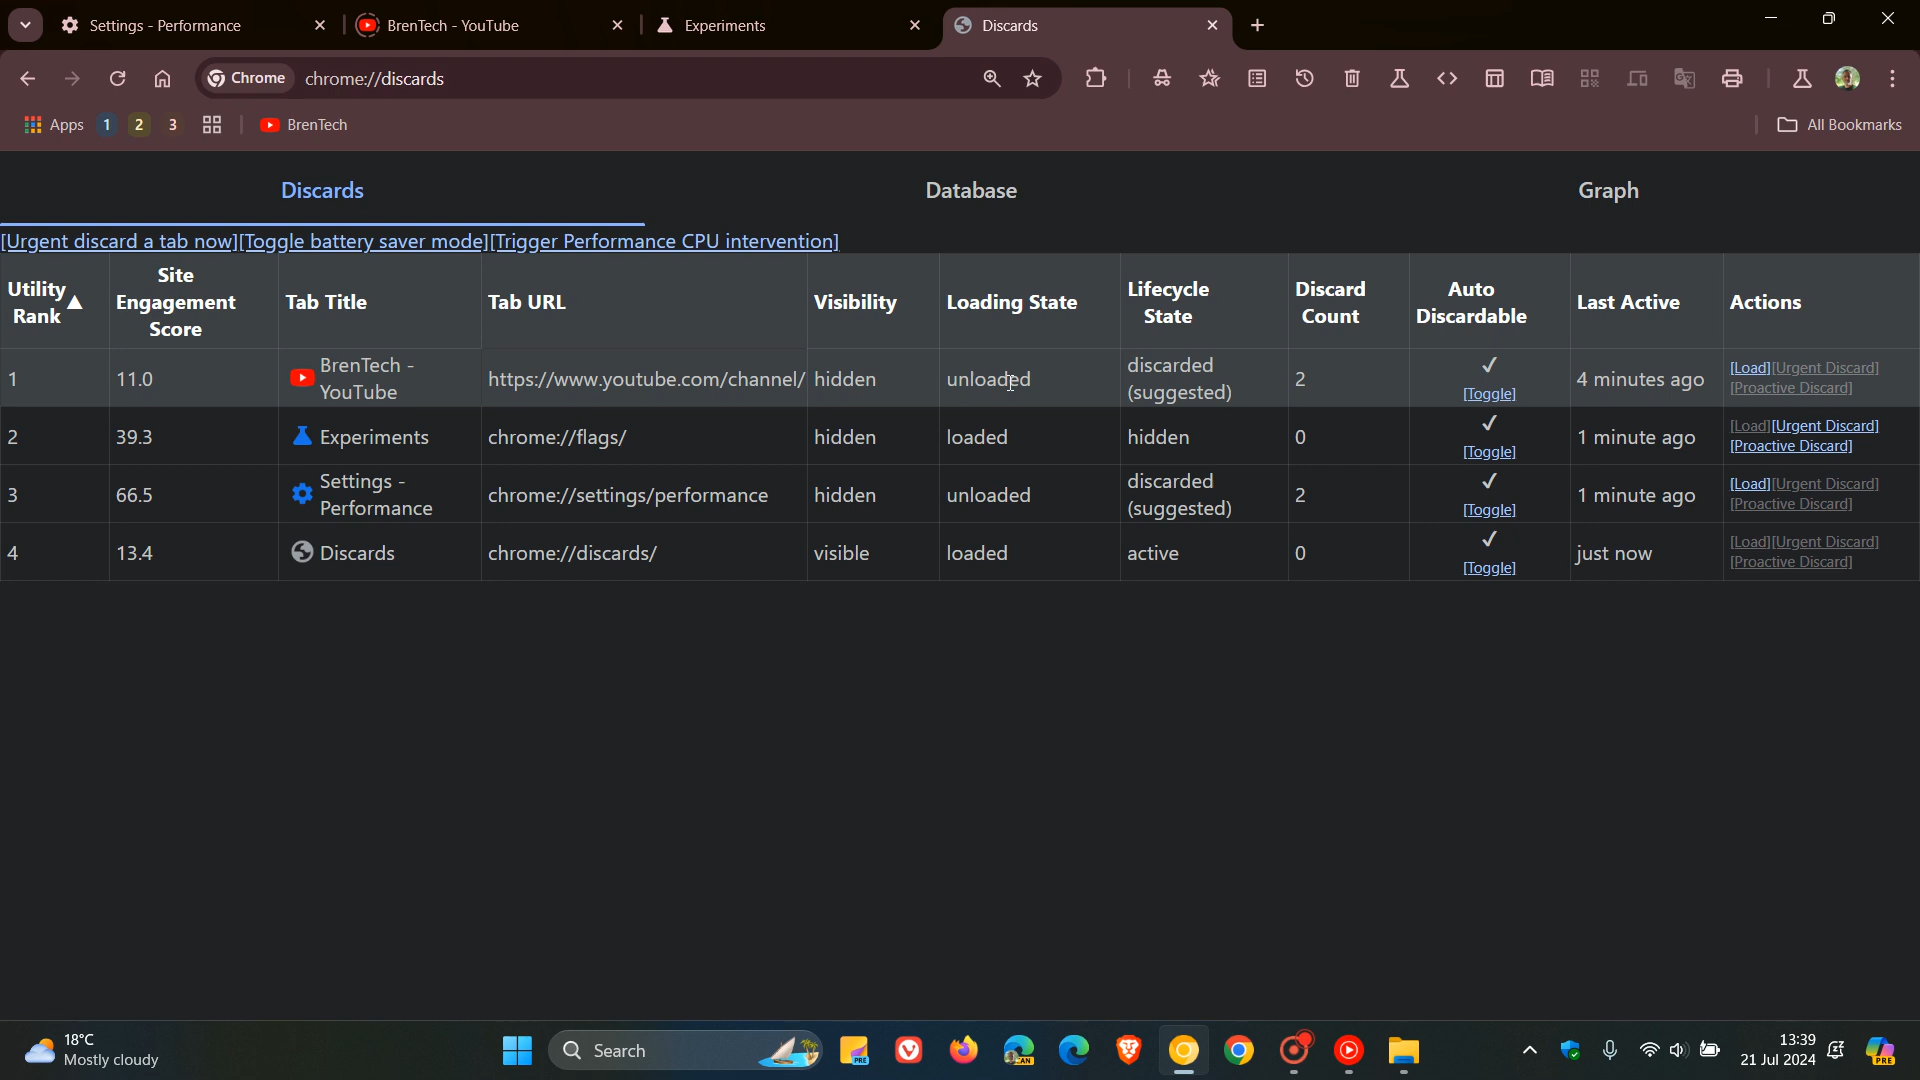 Settings - Performance
BrenTech - YouTube
Experiments
Discards
Chrome
chrome://discards
Apps
1
2
3
BrenTech
All Bookmarks
Discards
Database
Graph
[Urgent discard a tab now][Toggle battery saver mode][Trigger Performance CPU intervention]
Utility Rank ▲
Site Engagement Score
Tab Title
Tab URL
Visibility
Loading State
Lifecycle State
Discard Count
Auto Discardable
Last Active
Actions
1
11.0
BrenTech -
YouTube
https://www.youtube.com/channel/
hidden
unloaded
discarded
(suggested)
2
✓
[Toggle]
4 minutes ago
[Load][Urgent Discard]
[Proactive Discard]
2
39.3
Experiments
chrome://flags/
hidden
loaded
hidden
0
✓
[Toggle]
1 minute ago
[Load][Urgent Discard]
[Proactive Discard]
3
66.5
Settings -
Performance
chrome://settings/performance
hidden
unloaded
discarded
(suggested)
2
✓
[Toggle]
1 minute ago
[Load][Urgent Discard]
[Proactive Discard]
4
13.4
Discards
chrome://discards/
visible
loaded
active
0
✓
[Toggle]
just now
[Load][Urgent Discard]
[Proactive Discard]
18°C
Mostly cloudy
Search
PRE
CAN
13:39
21 Jul 2024
PRE